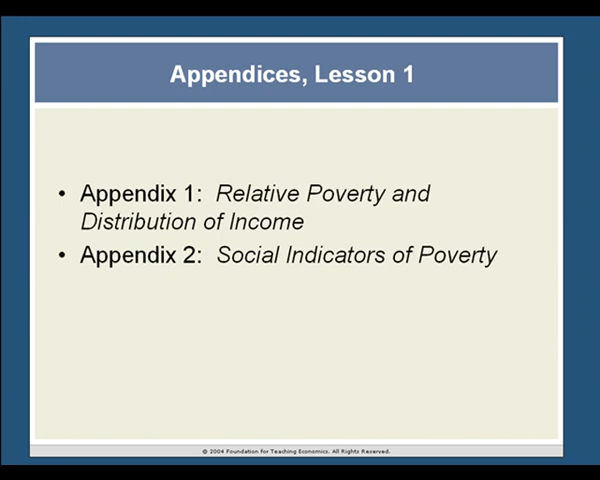 Appendices, Lesson 1
• Appendix 1: Relative Poverty and
Distribution of Income
• Appendix 2: Social Indicators of Poverty
© 2004 Foundation for Teaching Economics. All Rights Reserved.